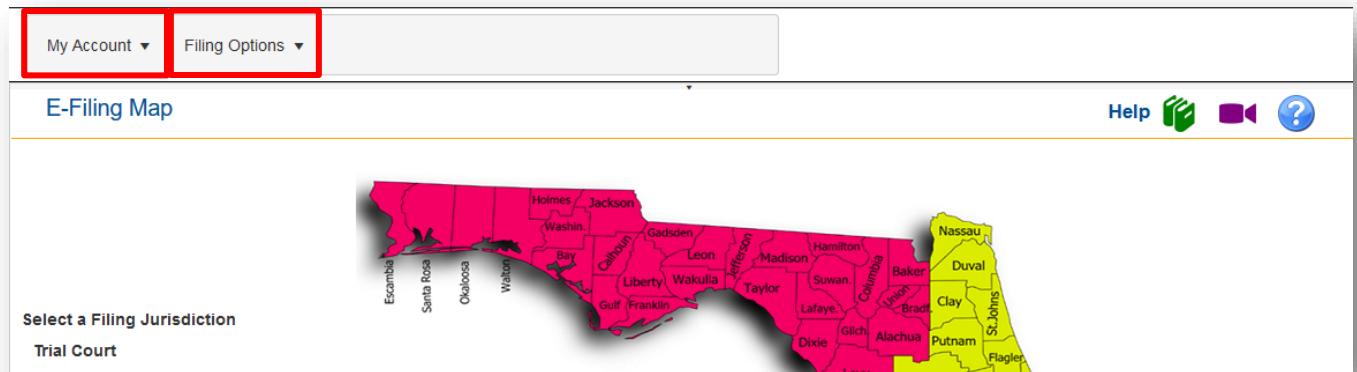 My Account ▼ Filing Options ▼
E-Filing Map
Help
Holmes Jackson
Washin.
Gadsden
Nassau
Bay Calhoun Leon Jefferson Madison Hamilton
Duval
Liberty Wakulla Taylor Suwan. Columbia Baker
Escambia Santa Rosa Okaloosa Walton
Gulf Franklin Lafaye. Union Bradf. Clay St.Johns
Select a Filing Jurisdiction
Dixie Gilch. Alachua Putnam
Trial Court
Flagler